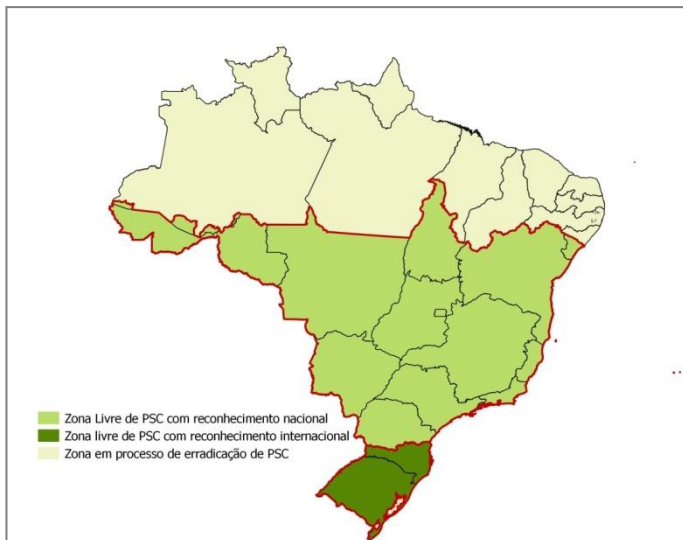 Zona Livre de PSC com reconhecimento nacional
Zona livre de PSC com reconhecimento internacional
Zona em processo de erradicação de PSC